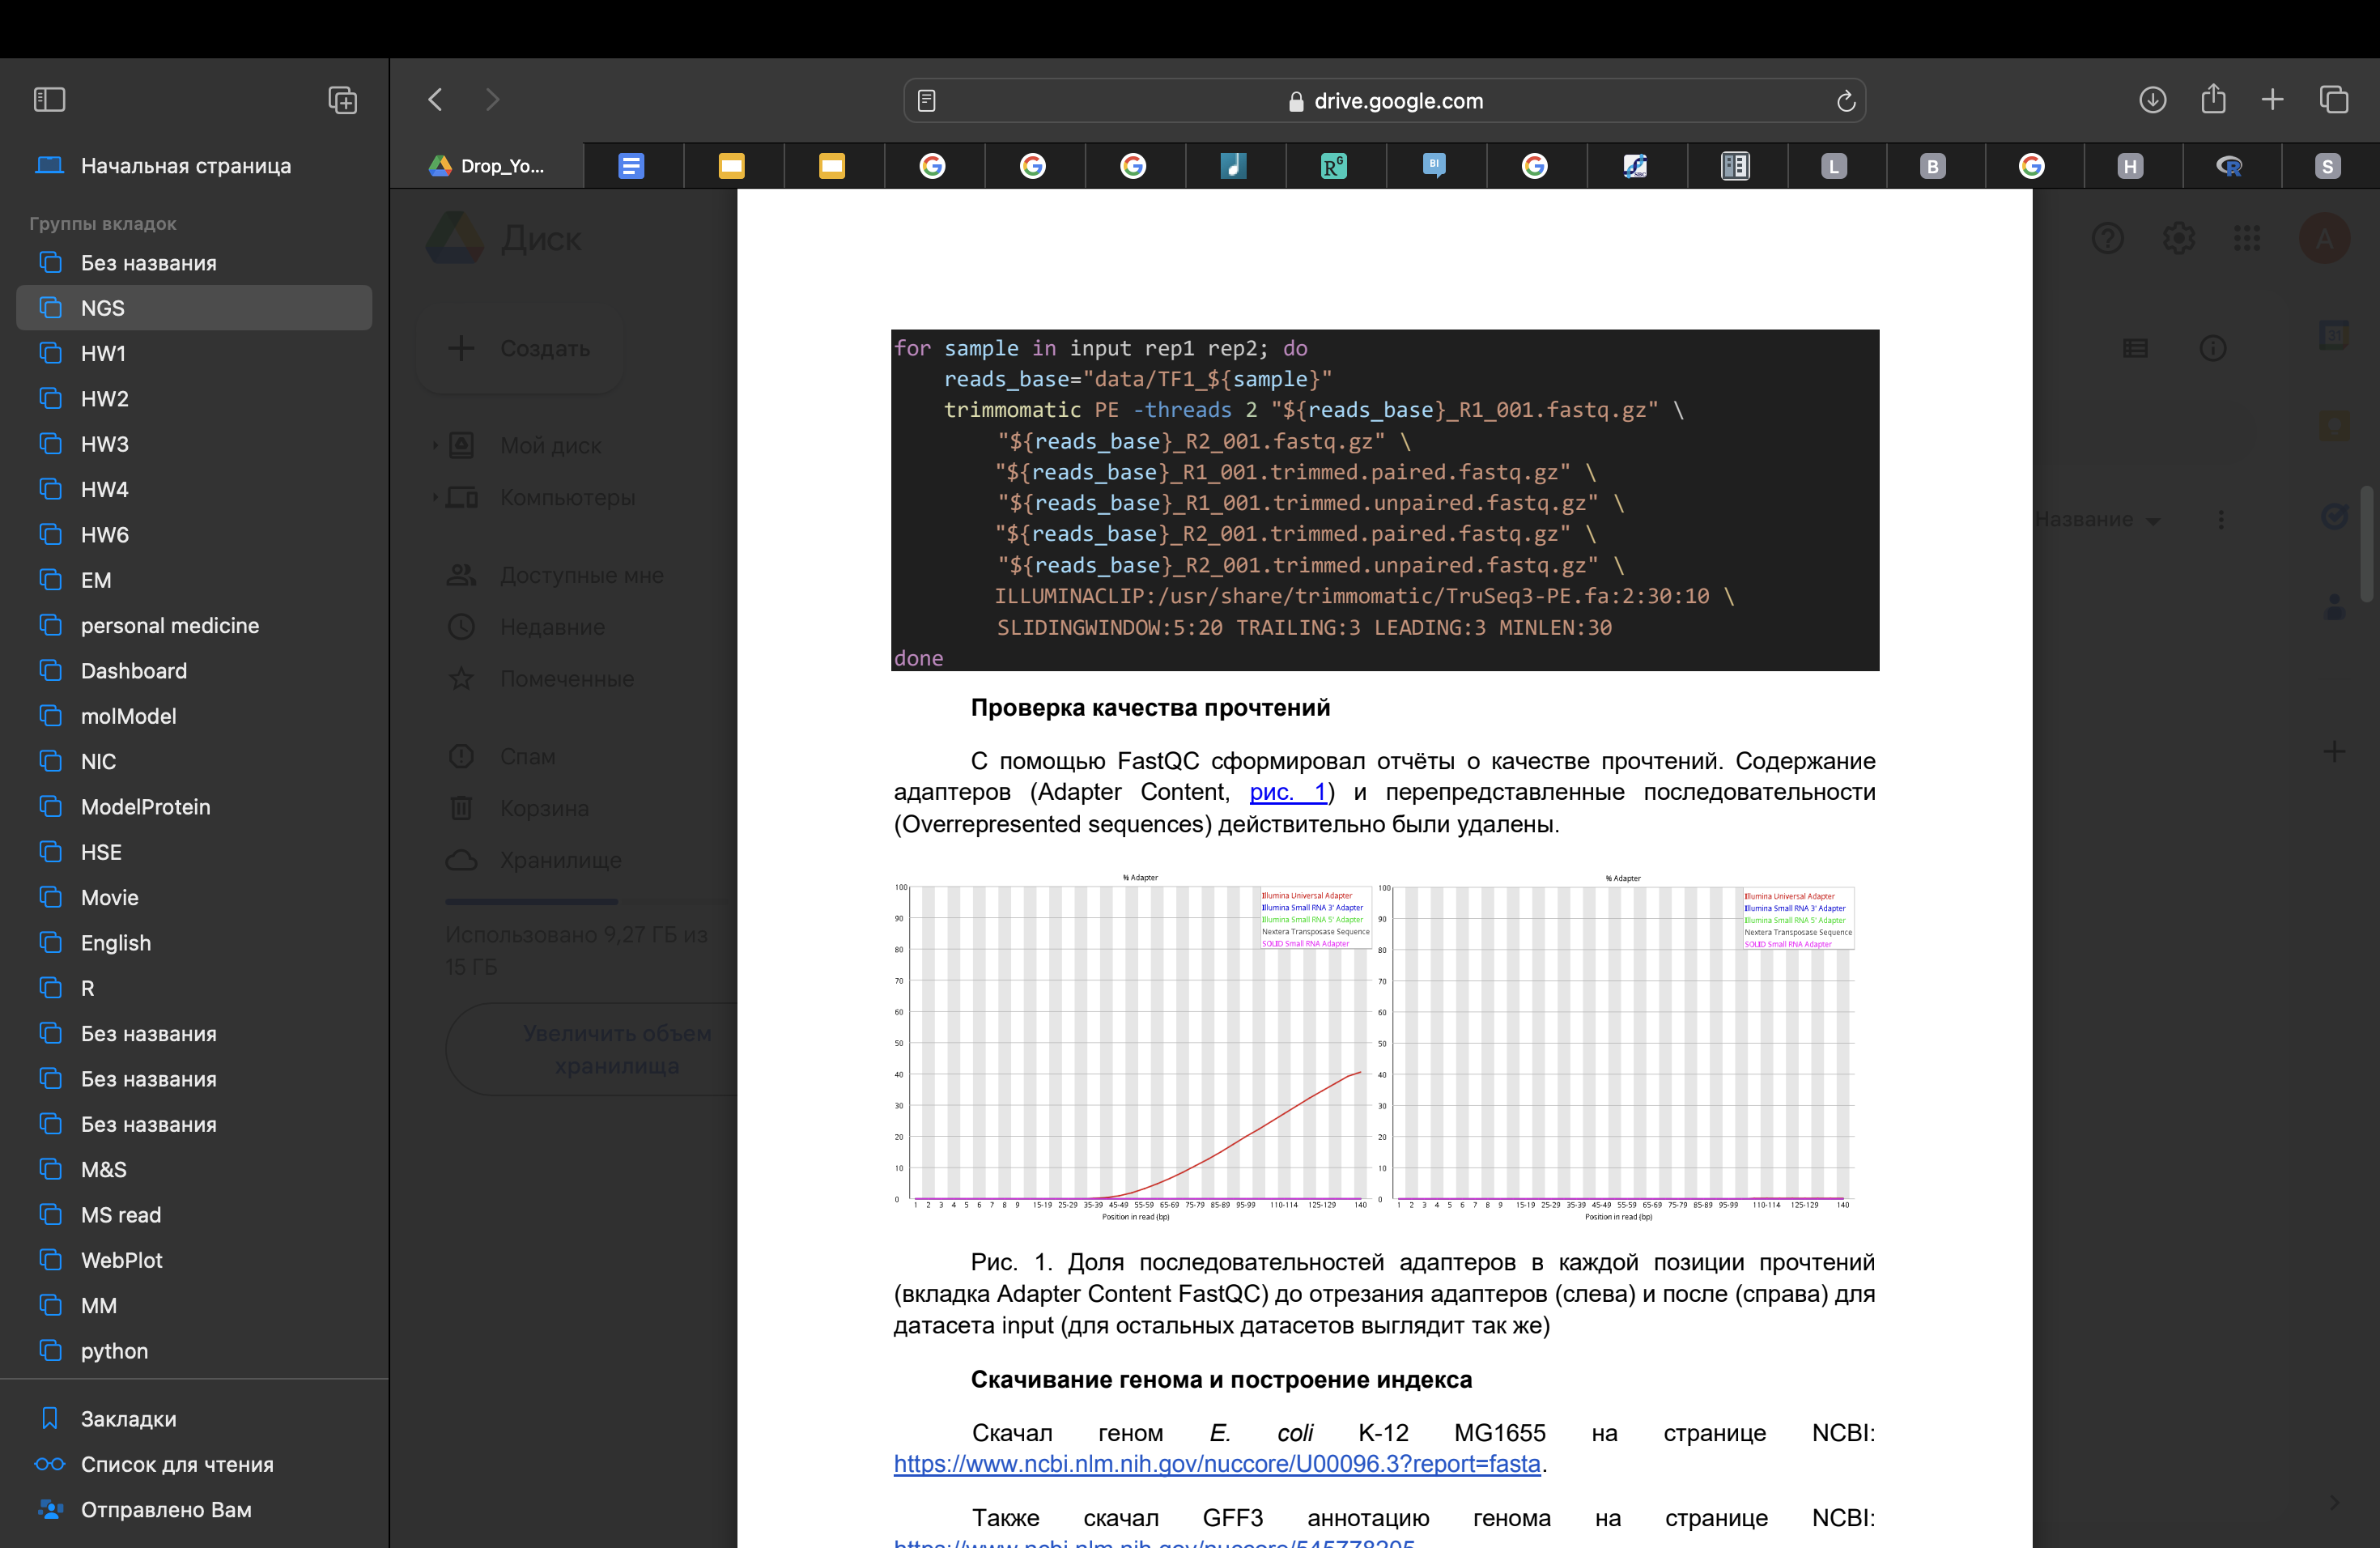 drive.google.com
Drop_Yo...
BI
L
B
H
S
Начальная страница
Группы вкладок
Без названия
NGS
HW1
HW2
HW3
HW4
HW6
EM
personal medicine
Dashboard
molModel
NIC
ModelProtein
HSE
Movie
English
R
Без названия
Без названия
Без названия
M&S
MS read
WebPlot
MM
python
Закладки
Список для чтения
Отправлено Вам
Диск
Создать
Мой диск
Компьютеры
Доступные мне
Недавние
Помеченные
Спам
Корзина
Хранилище
Использовано 9,27 ГБ из
15 ГБ
Увеличить объем
хранилища
A
31
Название
for sample in input rep1 rep2; do
reads_base="data/TF1_${sample}"
trimmomatic PE -threads 2 "${reads_base}_R1_001.fastq.gz" \
"${reads_base}_R2_001.fastq.gz" \
"${reads_base}_R1_001.trimmed.paired.fastq.gz" \
"${reads_base}_R1_001.trimmed.unpaired.fastq.gz" \
"${reads_base}_R2_001.trimmed.paired.fastq.gz" \
"${reads_base}_R2_001.trimmed.unpaired.fastq.gz" \
ILLUMINACLIP:/usr/share/trimmomatic/TruSeq3-PE.fa:2:30:10 \
SLIDINGWINDOW:5:20 TRAILING:3 LEADING:3 MINLEN:30
done
Проверка качества прочтений
С помощью FastQC сформировал отчёты о качестве прочтений. Содержание
адаптеров (Adapter Content, рис. 1) и перепредставленные последовательности
(Overrepresented sequences) действительно были удалены.
% Adapter
Illumina Universal Adapter
Illumina Small RNA 3' Adapter
Illumina Small RNA 5' Adapter
Nextera Transposase Sequence
SOLID Small RNA Adapter
100
90
80
70
60
50
40
30
20
10
0
1 2 3 4 5 6 7 8 9 15-19 25-29 35-39 45-49 55-59 65-69 75-79 85-89 95-99 110-114 125-129 140
Position in read (bp)
% Adapter
Illumina Universal Adapter
Illumina Small RNA 3' Adapter
Illumina Small RNA 5' Adapter
Nextera Transposase Sequence
SOLID Small RNA Adapter
100
90
80
70
60
50
40
30
20
10
0
1 2 3 4 5 6 7 8 9 15-19 25-29 35-39 45-49 55-59 65-69 75-79 85-89 95-99 110-114 125-129 140
Position in read (bp)
Рис. 1. Доля последовательностей адаптеров в каждой позиции прочтений
(вкладка Adapter Content FastQC) до отрезания адаптеров (слева) и после (справа) для
датасета input (для остальных датасетов выглядит так же)
Скачивание генома и построение индекса
Скачал геном E. coli K-12 MG1655 на странице NCBI:
https://www.ncbi.nlm.nih.gov/nuccore/U00096.3?report=fasta.
Также скачал GFF3 аннотацию генома на странице NCBI:
https://www.ncbi.nlm.nih.gov/nuccore/545778205